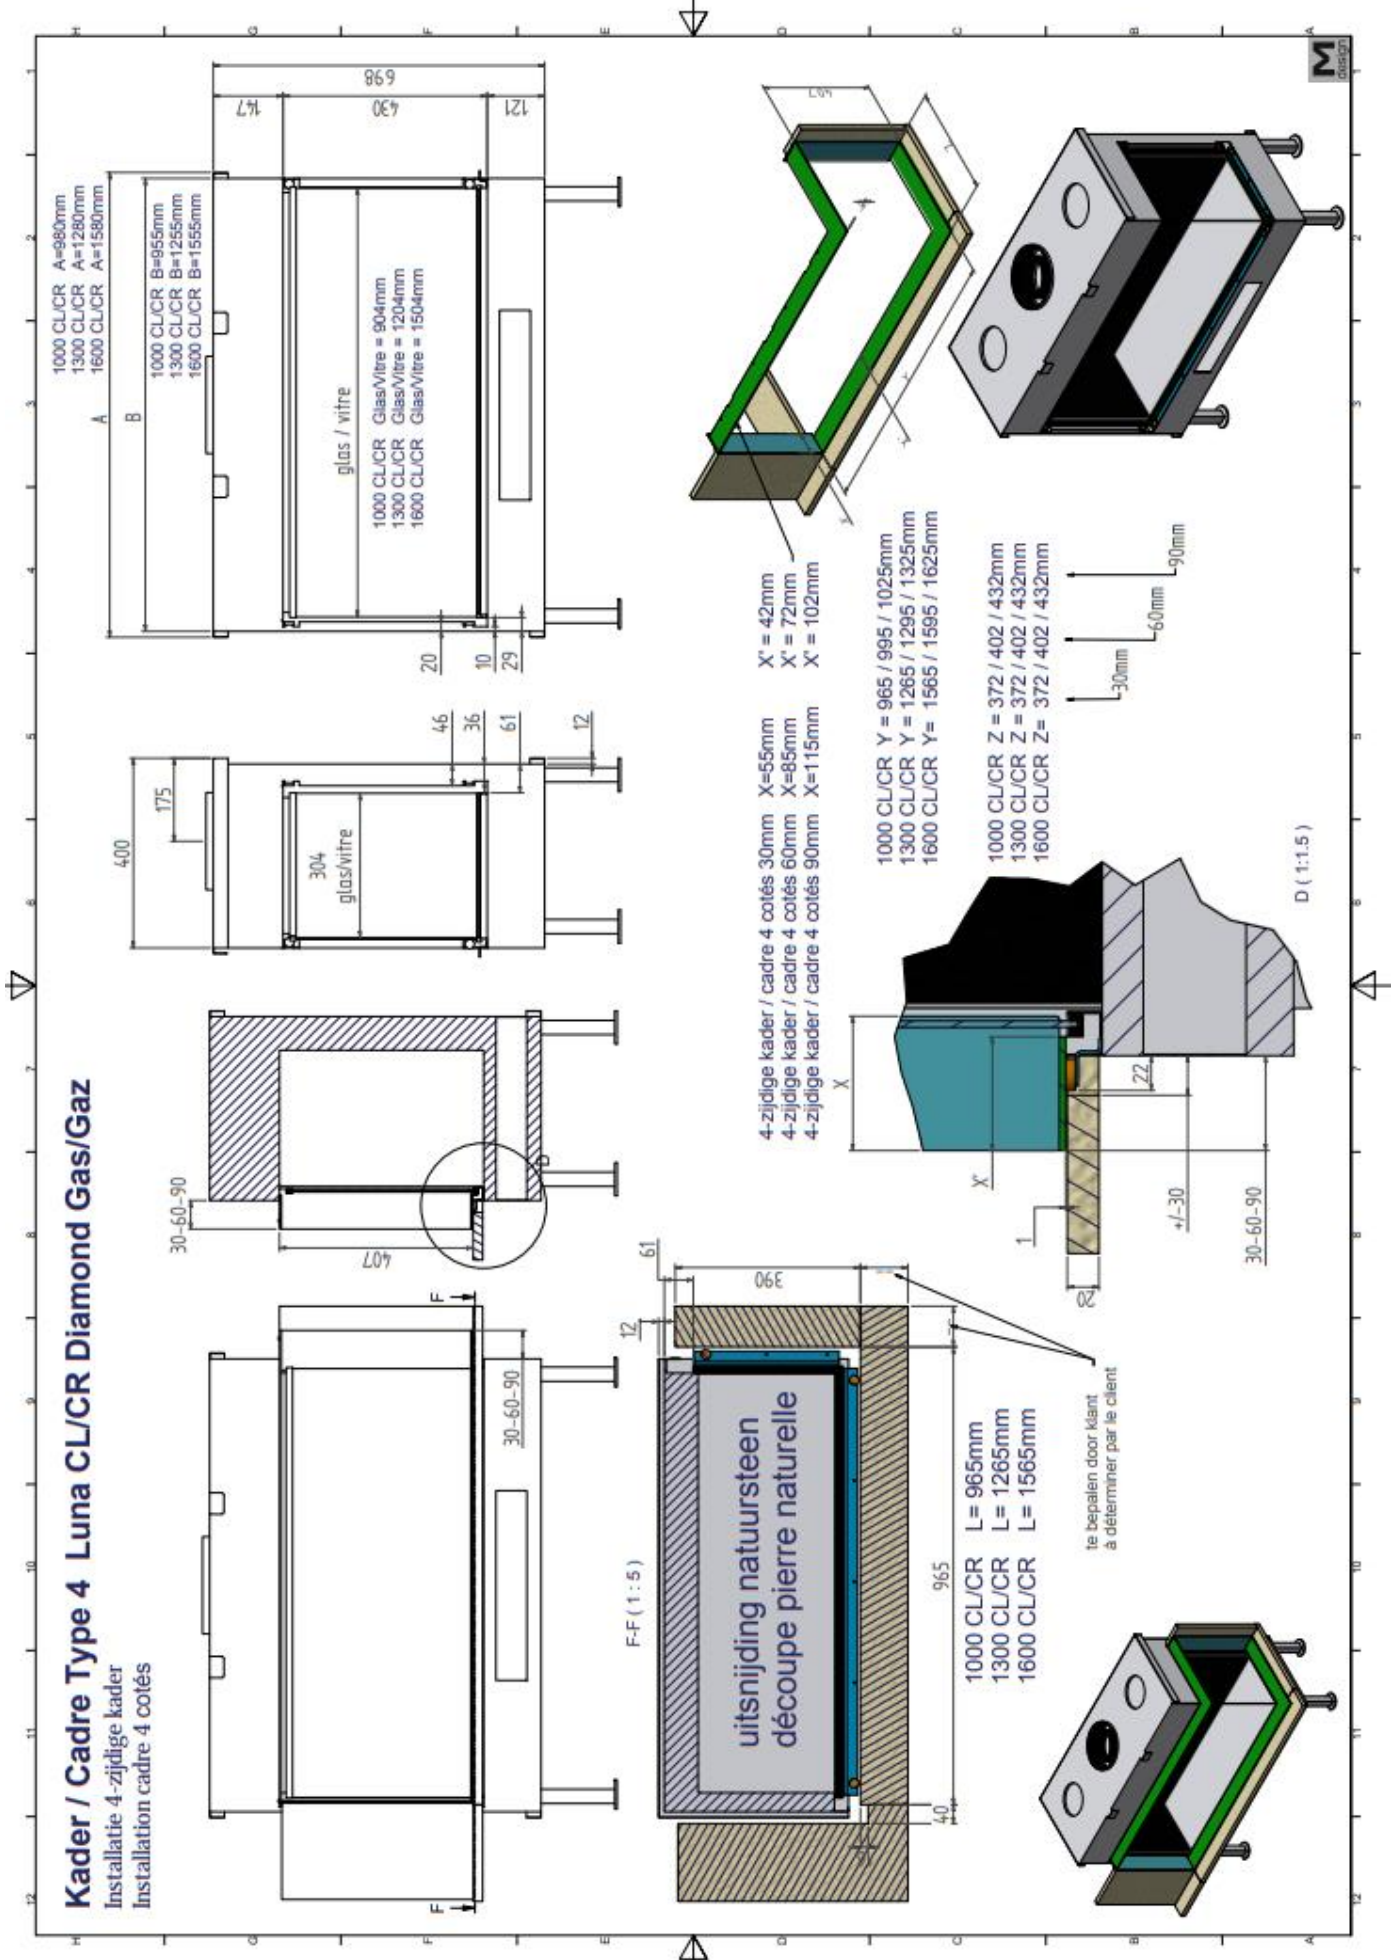 Kader / Cadre Type 4 Luna CL/CR Diamond Gas/Gaz
Installatie 4-zijdige kader
Installation cadre 4 cotés
1000 CL/CR A=980mm
1300 CL/CR A=1280mm
1600 CL/CR A=1580mm
A
1000 CL/CR B=955mm
1300 CL/CR B=1255mm
1600 CL/CR B=1555mm
B
glas / vitre
1000 CL/CR Glas/Vitre = 904mm
1300 CL/CR Glas/Vitre = 1204mm
1600 CL/CR Glas/Vitre = 1504mm
147
430
121
698
20
10
29
400
175
304
glas/vitre
46
36
61
12
30-60-90
407
D
F
F
30-60-90
F-F ( 1 : 5 )
12
61
390
uitsnijding natuursteen
découpe pierre naturelle
40
965
1000 CL/CR L= 965mm
1300 CL/CR L= 1265mm
1600 CL/CR L= 1565mm
te bepalen door klant
à déterminer par le client
4-zijdige kader / cadre 4 cotés 30mm X=55mm X' = 42mm
4-zijdige kader / cadre 4 cotés 60mm X=85mm X' = 72mm
4-zijdige kader / cadre 4 cotés 90mm X=115mm X' = 102mm
1000 CL/CR Y = 965 / 995 / 1025mm
1300 CL/CR Y = 1265 / 1295 / 1325mm
1600 CL/CR Y= 1565 / 1595 / 1625mm
1000 CL/CR Z = 372 / 402 / 432mm
1300 CL/CR Z = 372 / 402 / 432mm
1600 CL/CR Z= 372 / 402 / 432mm
30mm
60mm
90mm
X
X'
1
20
22
+/-30
30-60-90
D ( 1:1.5 )
M
design